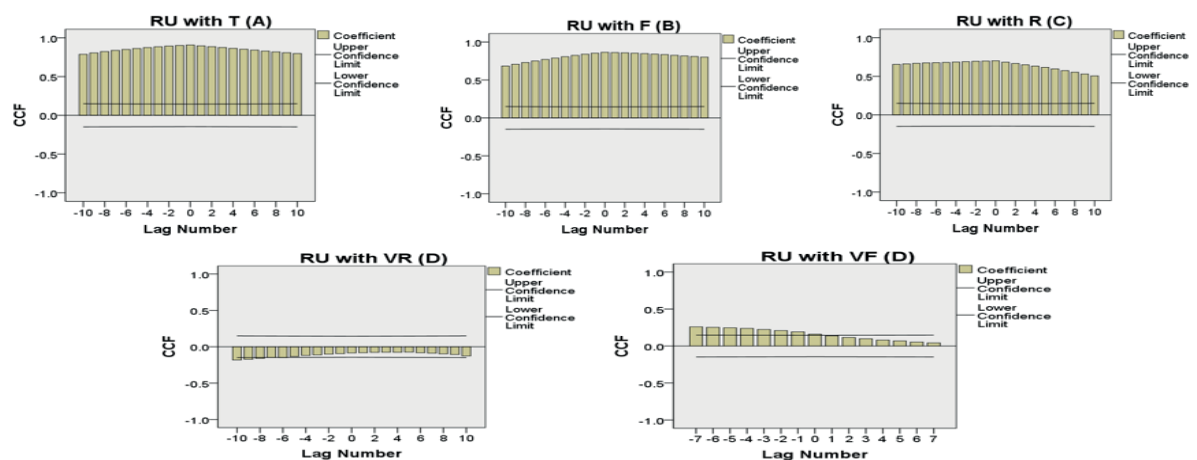 RU with T (A)
1.0
0.5
0.0
-0.5
-1.0
CCF
-10 -8 -6 -4 -2 0 2 4 6 8 10
Lag Number
Coefficient
Upper
Confidence
Limit
Lower
Confidence
Limit
RU with F (B)
1.0
0.5
0.0
-0.5
-1.0
CCF
-10 -8 -6 -4 -2 0 2 4 6 8 10
Lag Number
Coefficient
Upper
Confidence
Limit
Lower
Confidence
Limit
RU with R (C)
1.0
0.5
0.0
-0.5
-1.0
CCF
-10 -8 -6 -4 -2 0 2 4 6 8 10
Lag Number
Coefficient
Upper
Confidence
Limit
Lower
Confidence
Limit
RU with VR (D)
1.0
0.5
0.0
-0.5
-1.0
CCF
-10 -8 -6 -4 -2 0 2 4 6 8 10
Lag Number
Coefficient
Upper
Confidence
Limit
Lower
Confidence
Limit
RU with VF (D)
1.0
0.5
0.0
-0.5
-1.0
CCF
-7 -6 -5 -4 -3 -2 -1 0 1 2 3 4 5 6 7
Lag Number
Coefficient
Upper
Confidence
Limit
Lower
Confidence
Limit